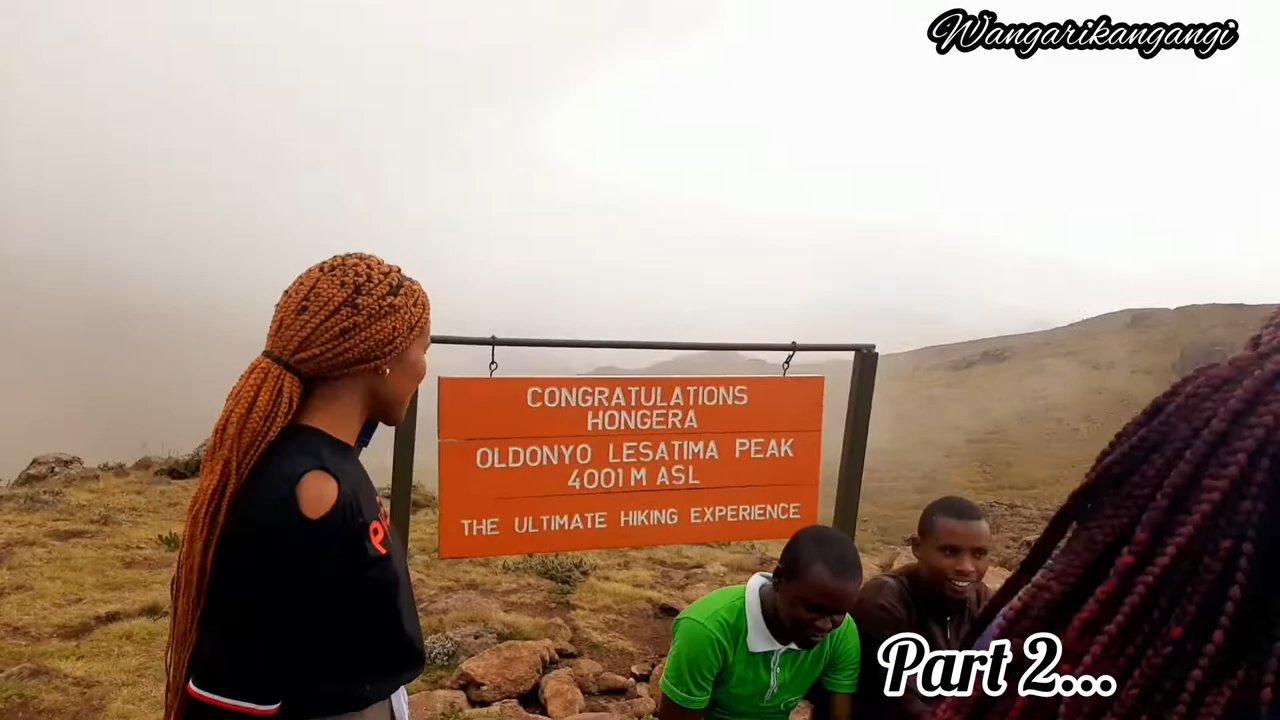 Wangarikangangi
CONGRATULATIONS
HONGERA
OLDONYO LESATIMA PEAK
4001 M ASL
THE ULTIMATE HIKING EXPERIENCE
Part 2...